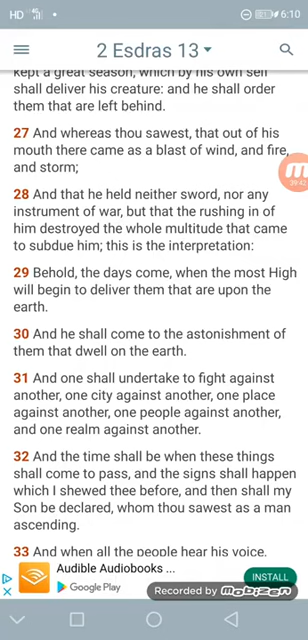 HD 4G 6:10
2 Esdras 13
kept a great season, which by his own self
shall deliver his creature: and he shall order
them that are left behind.
27 And whereas thou sawest, that out of his
mouth there came as a blast of wind, and fire,
and storm;
28 And that he held neither sword, nor any
instrument of war, but that the rushing in of
him destroyed the whole multitude that came
to subdue him; this is the interpretation:
29 Behold, the days come, when the most High
will begin to deliver them that are upon the
earth.
30 And he shall come to the astonishment of
them that dwell on the earth.
31 And one shall undertake to fight against
another, one city against another, one place
against another, one people against another,
and one realm against another.
32 And the time shall be when these things
shall come to pass, and the signs shall happen
which I shewed thee before, and then shall my
Son be declared, whom thou sawest as a man
ascending.
33 And when all the people hear his voice,
Audible Audiobooks ...
Google Play
INSTALL
Recorded by Mobizen